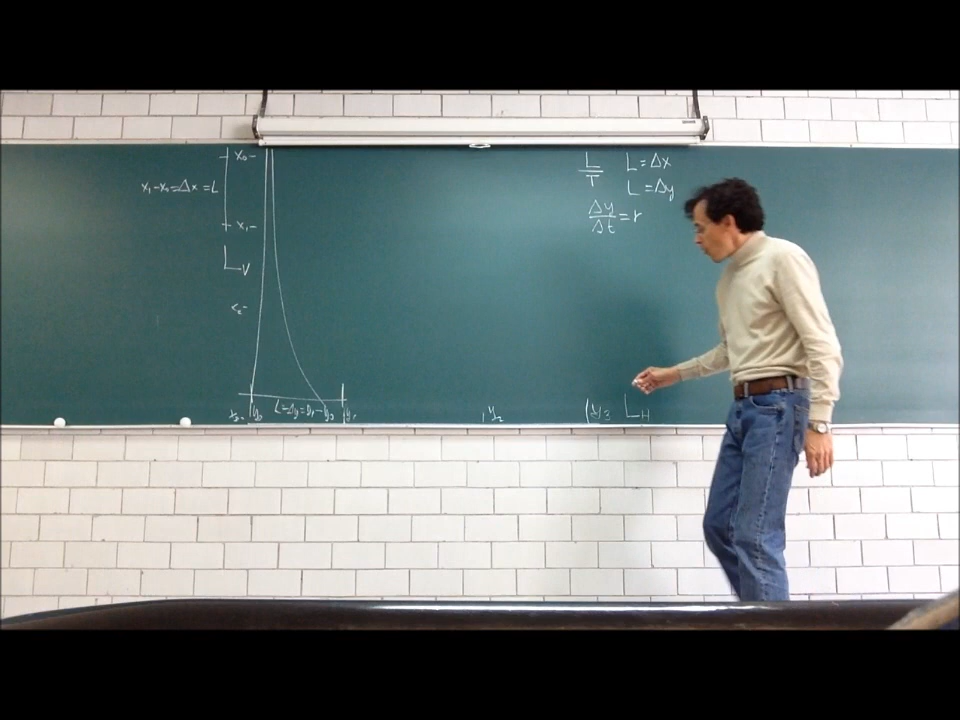 x₀
x₁-x₀=Δx=L
x₁
L_V
y₀ L=Δy=y₁-y₀ y₁
y₂
y₃ L_H
L/T L=Δx
L=Δy
Δy/Δt=r